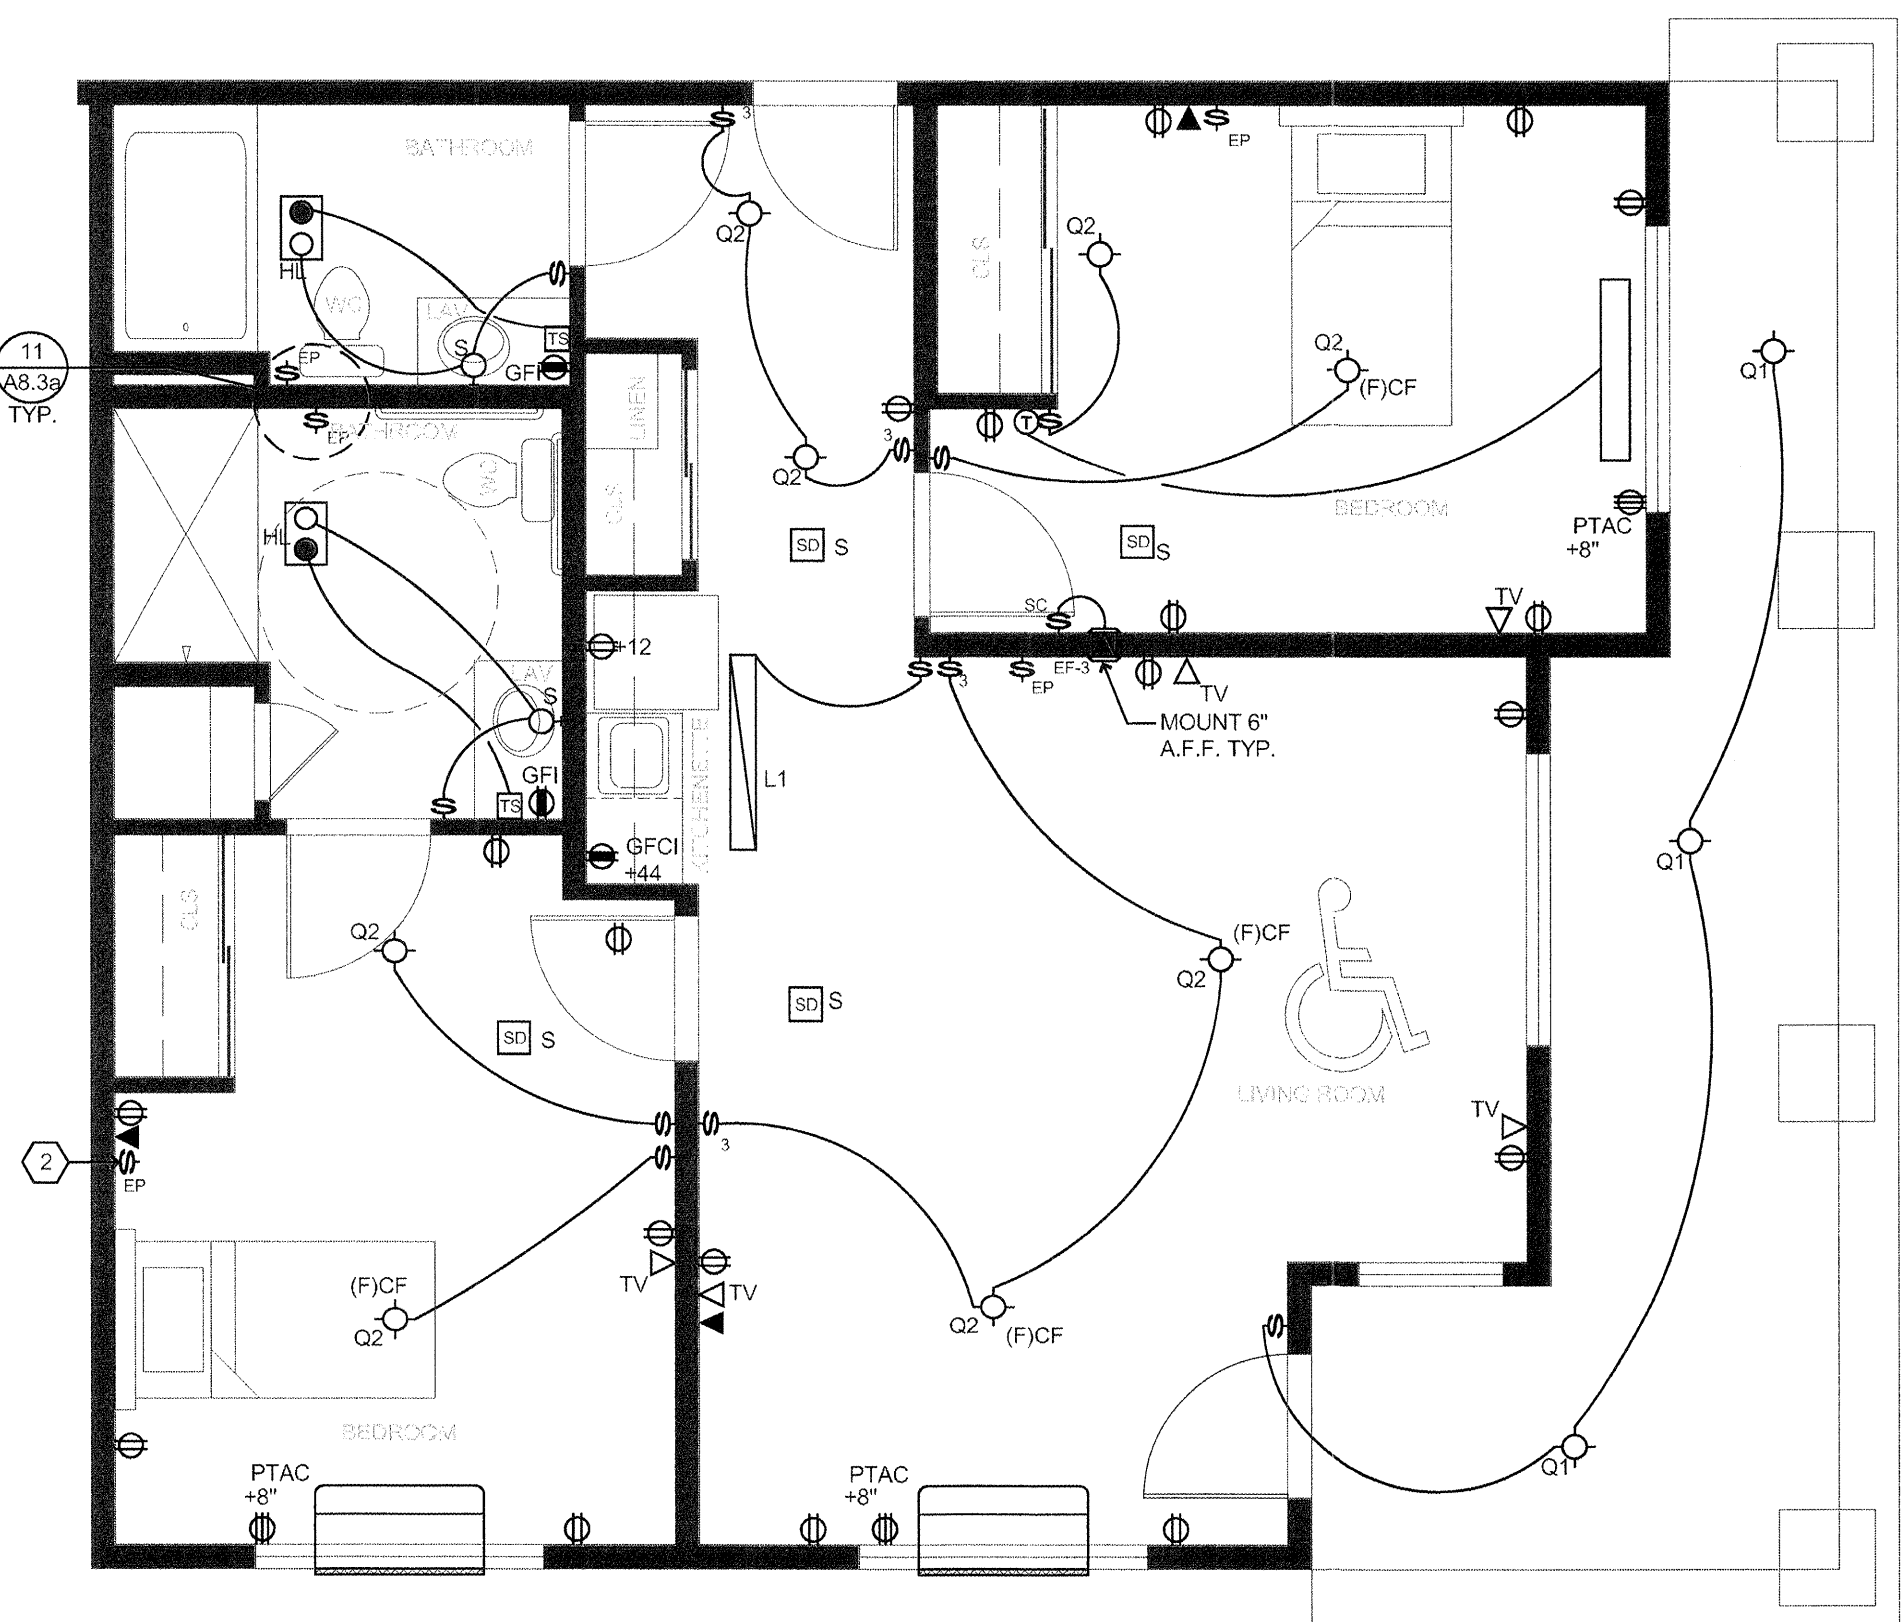 3
BATHROOM
EP
Q2
CLS
Q2
HL
WC
LAV
S
TS
GFI
EP
11
A8.3a
TYP.
Q2
(F)CF
Q1
LINEN
3
T
EP
BATHROOM
WC
Q2
CLS
HL
SD S
SD S
BEDROOM
PTAC
+8"
TV
SC
+12
EF-3
3
EP
TV
MOUNT 6"
A.F.F. TYP.
LAV
S
L1
KITCHENETTE
GFI
TS
GFCI
+44
Q1
CLS
Q2
(F)CF
Q2
SD S
SD S
LIVING ROOM
TV
3
2
EP
TV
TV
(F)CF
Q2
Q2
(F)CF
BEDROOM
PTAC
+8"
PTAC
+8"
Q1